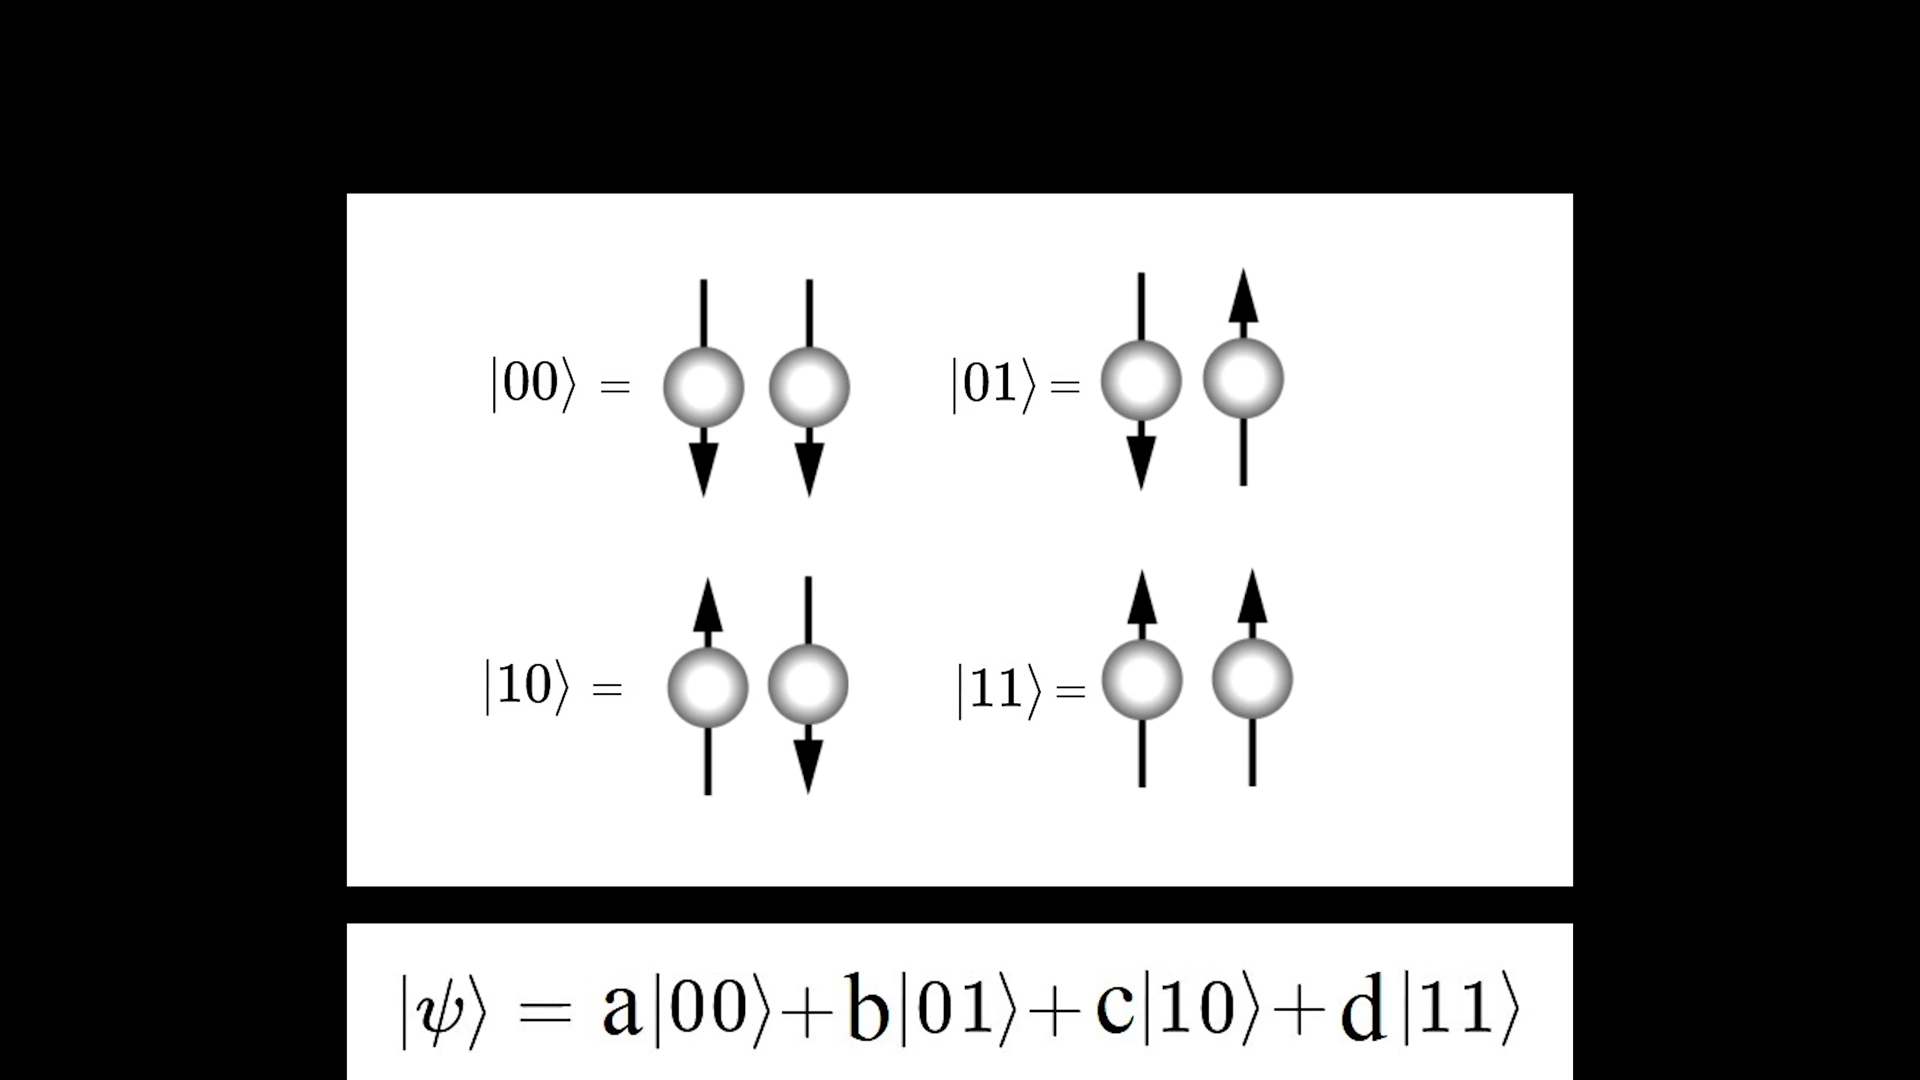 |00⟩ = |01⟩ =
|10⟩ = |11⟩ =
|ψ⟩ = a|00⟩+b|01⟩+c|10⟩+d|11⟩